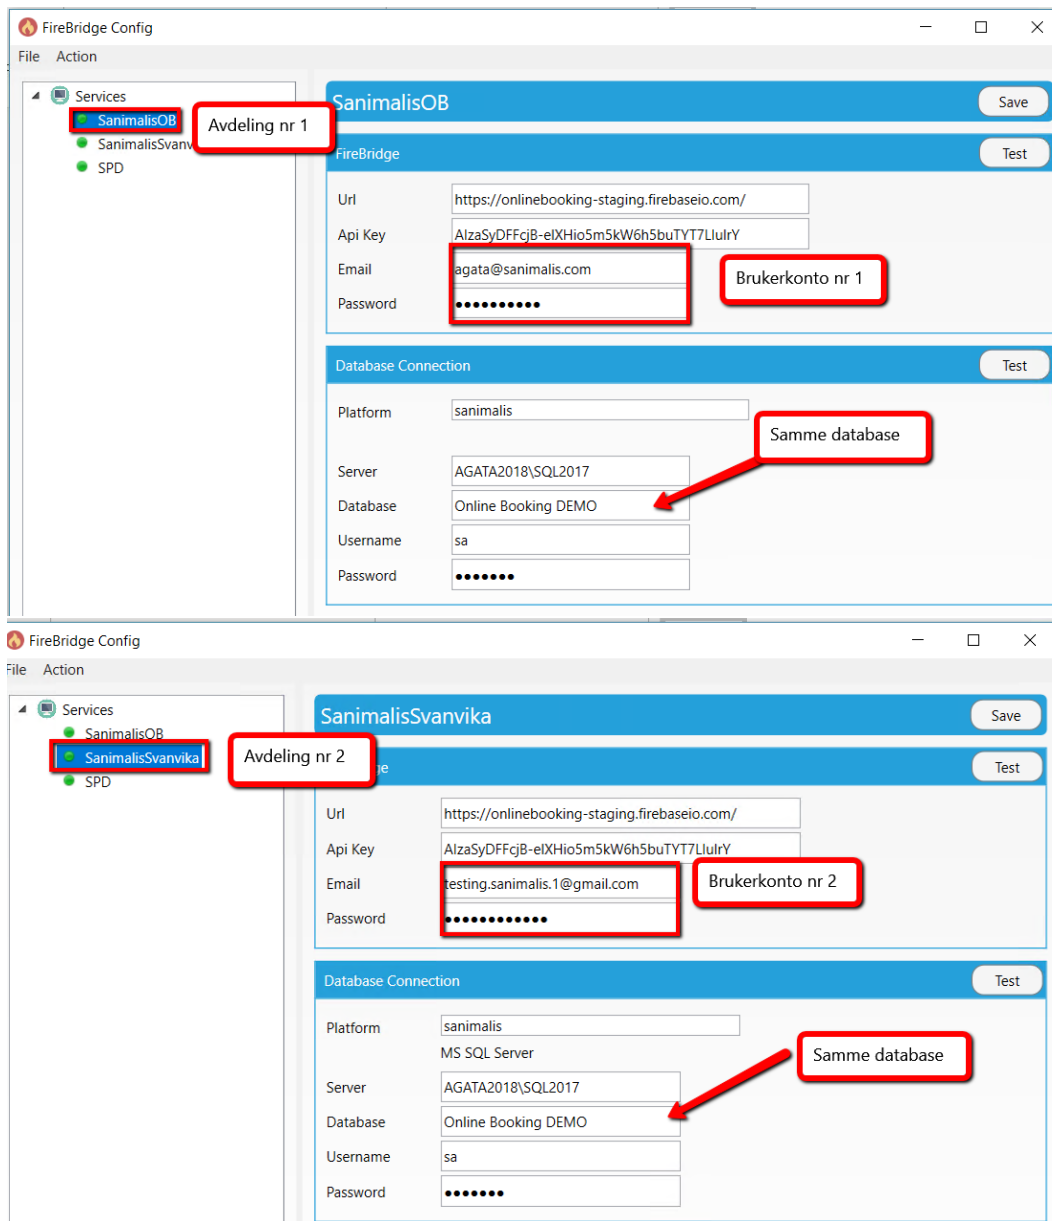 FireBridge Config
File Action
Services
SanimalisOB
Avdeling nr 1
SanimalisSvanv
SPD
SanimalisOB
Save
FireBridge
Test
Url
https://onlinebooking-staging.firebaseio.com/
Api Key
AIzaSyDFFcjB-eIXHio5m5kW6h5buTYT7LIuIrY
Email
agata@sanimalis.com
Brukerkonto nr 1
Password
●●●●●●●●●●
Database Connection
Test
Platform
sanimalis
Samme database
Server
AGATA2018\SQL2017
Database
Online Booking DEMO
Username
sa
Password
●●●●●●●
FireBridge Config
File Action
Services
SanimalisOB
SanimalisSvanvika
Avdeling nr 2
SPD
SanimalisSvanvika
Save
ge
Test
Url
https://onlinebooking-staging.firebaseio.com/
Api Key
AIzaSyDFFcjB-eIXHio5m5kW6h5buTYT7LIuIrY
Email
testing.sanimalis.1@gmail.com
Brukerkonto nr 2
Password
●●●●●●●●●●●●
Database Connection
Test
Platform
sanimalis
MS SQL Server
Samme database
Server
AGATA2018\SQL2017
Database
Online Booking DEMO
Username
sa
Password
●●●●●●●